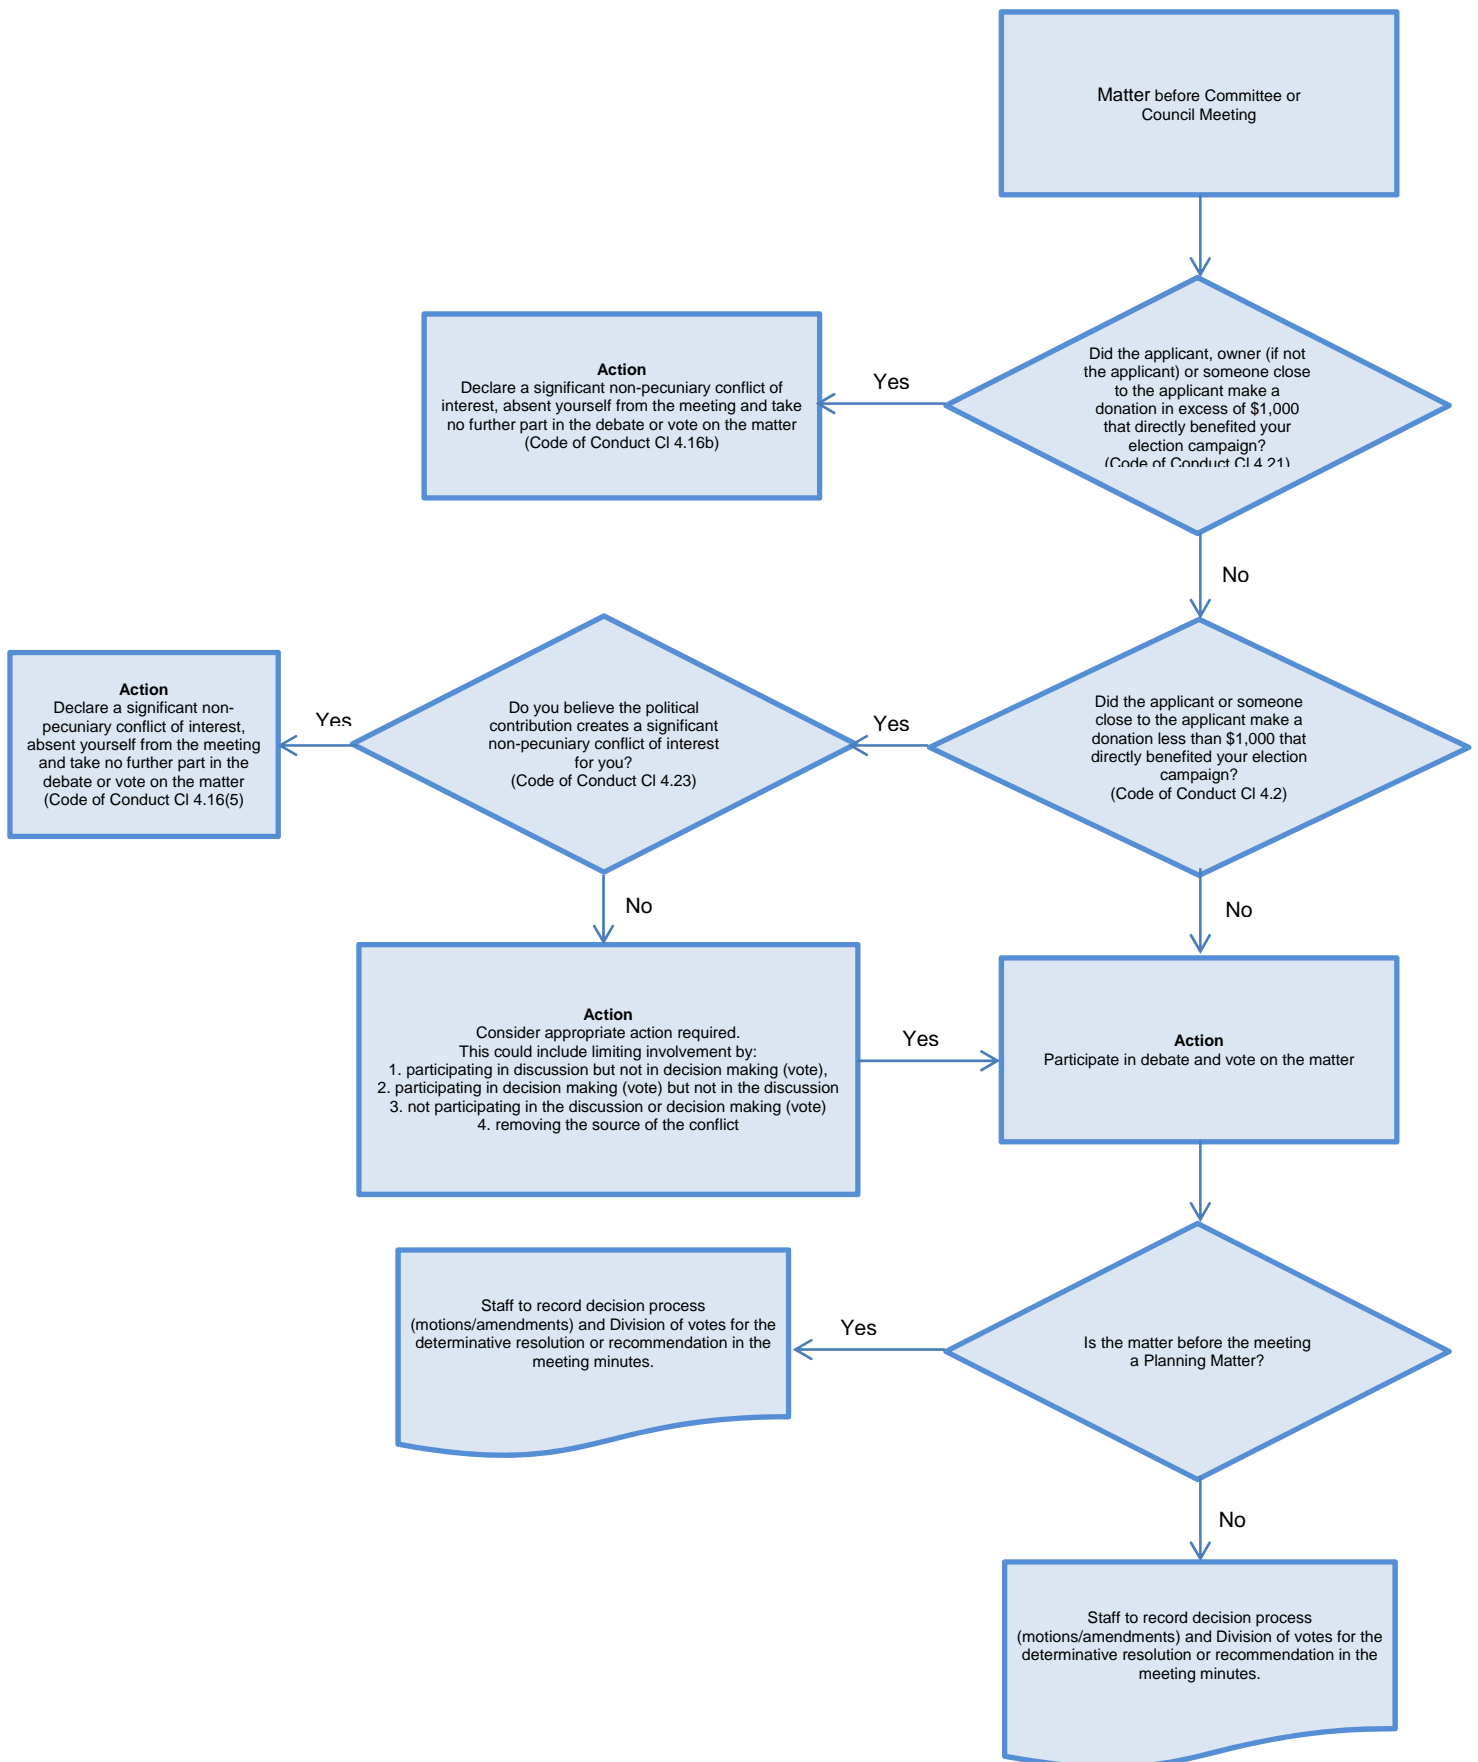 Matter before Committee or
Council Meeting
Did the applicant, owner (if not
the applicant) or someone close
to the applicant make a
donation in excess of $1,000
that directly benefited your
election campaign?
(Code of Conduct Cl 4.21)
Yes
Action
Declare a significant non-pecuniary conflict of
interest, absent yourself from the meeting and take
no further part in the debate or vote on the matter
(Code of Conduct Cl 4.16b)
No
Did the applicant or someone
close to the applicant make a
donation less than $1,000 that
directly benefited your election
campaign?
(Code of Conduct Cl 4.2)
Yes
Do you believe the political
contribution creates a significant
non-pecuniary conflict of interest
for you?
(Code of Conduct Cl 4.23)
Yes
Action
Declare a significant non-
pecuniary conflict of interest,
absent yourself from the meeting
and take no further part in the
debate or vote on the matter
(Code of Conduct Cl 4.16(5)
No
No
Action
Consider appropriate action required.
This could include limiting involvement by:
1. participating in discussion but not in decision making (vote),
2. participating in decision making (vote) but not in the discussion
3. not participating in the discussion or decision making (vote)
4. removing the source of the conflict
Yes
Action
Participate in debate and vote on the matter
Is the matter before the meeting
a Planning Matter?
Yes
Staff to record decision process
(motions/amendments) and Division of votes for the
determinative resolution or recommendation in the
meeting minutes.
No
Staff to record decision process
(motions/amendments) and Division of votes for the
determinative resolution or recommendation in the
meeting minutes.